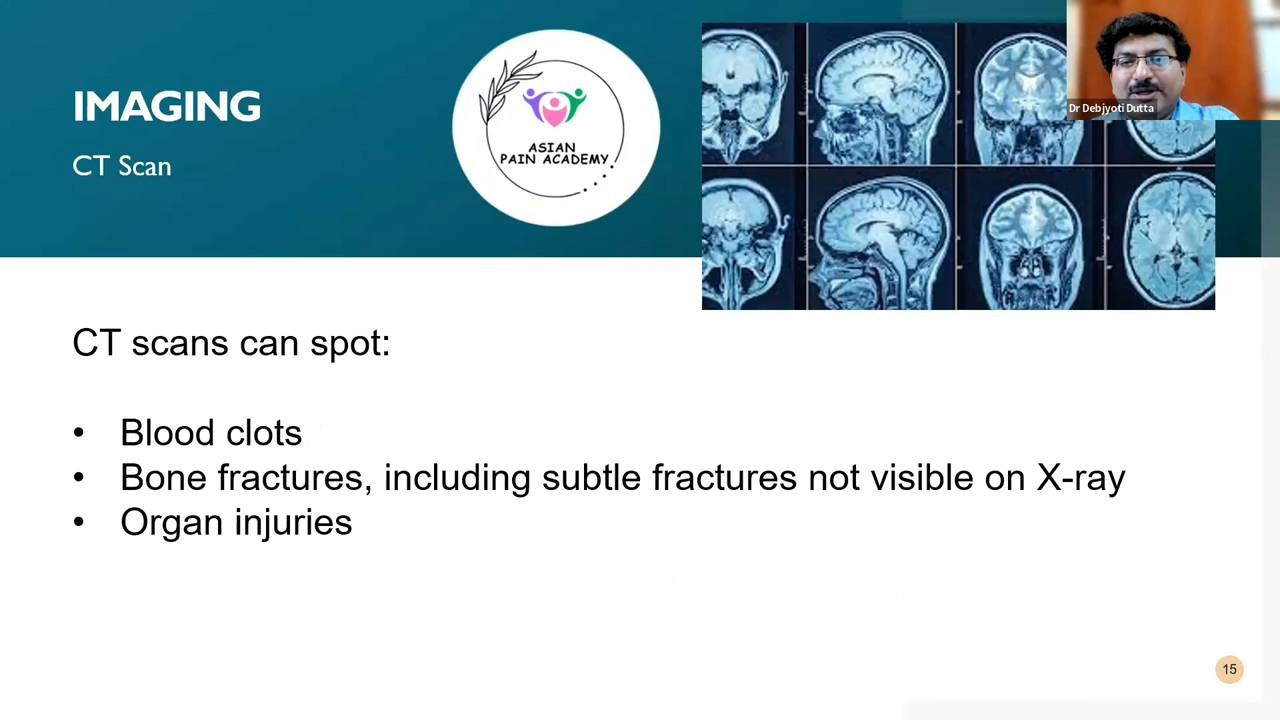 IMAGING
CT Scan
ASIAN
PAIN ACADEMY
Dr Debjyoti Dutta
CT scans can spot:
• Blood clots
• Bone fractures, including subtle fractures not visible on X-ray
• Organ injuries
15